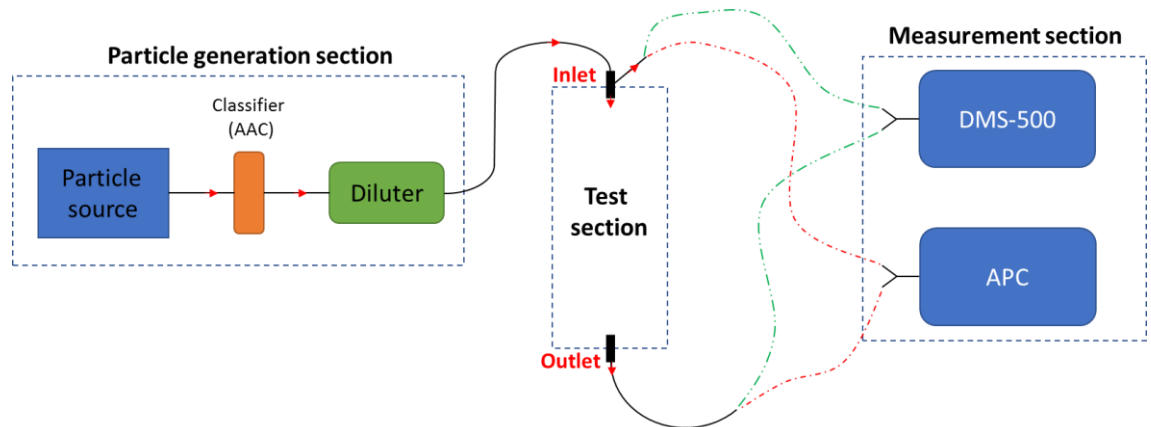 Particle generation section
Classifier
(AAC)
Particle
source
Diluter
Inlet
Test
section
Outlet
Measurement section
DMS-500
APC